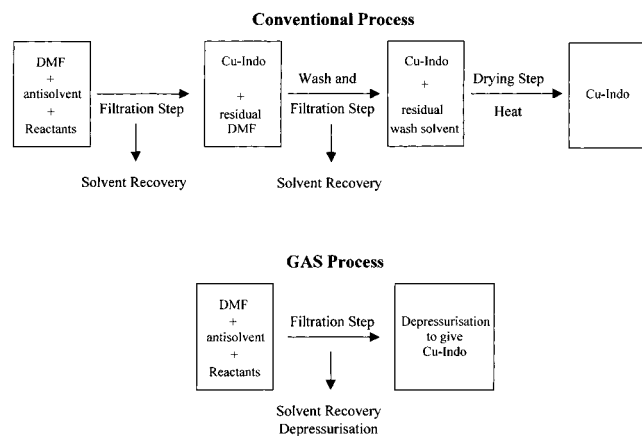 Conventional Process
DMF
+
antisolvent
+
Reactants
Filtration Step
Solvent Recovery
Cu-Indo
+
residual
DMF
Wash and
Filtration Step
Solvent Recovery
Cu-Indo
+
residual
wash solvent
Drying Step
Heat
Cu-Indo
GAS Process
DMF
+
antisolvent
+
Reactants
Filtration Step
Solvent Recovery
Depressurisation
Depressurisation
to give
Cu-Indo